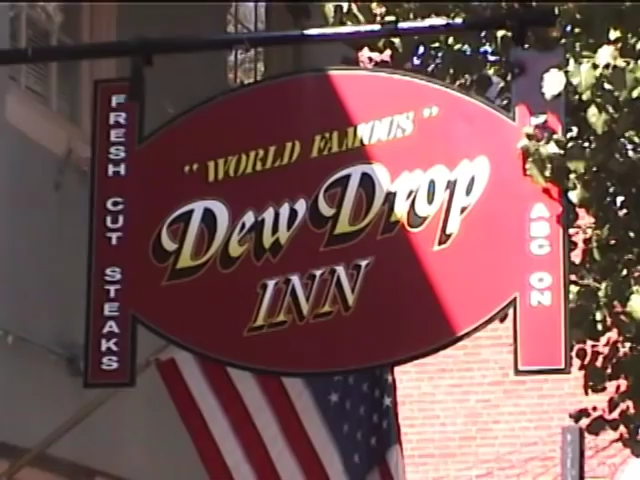 " WORLD FAMOUS "
Dew Drop
INN
FRESH CUT STEAKS
ABC ON